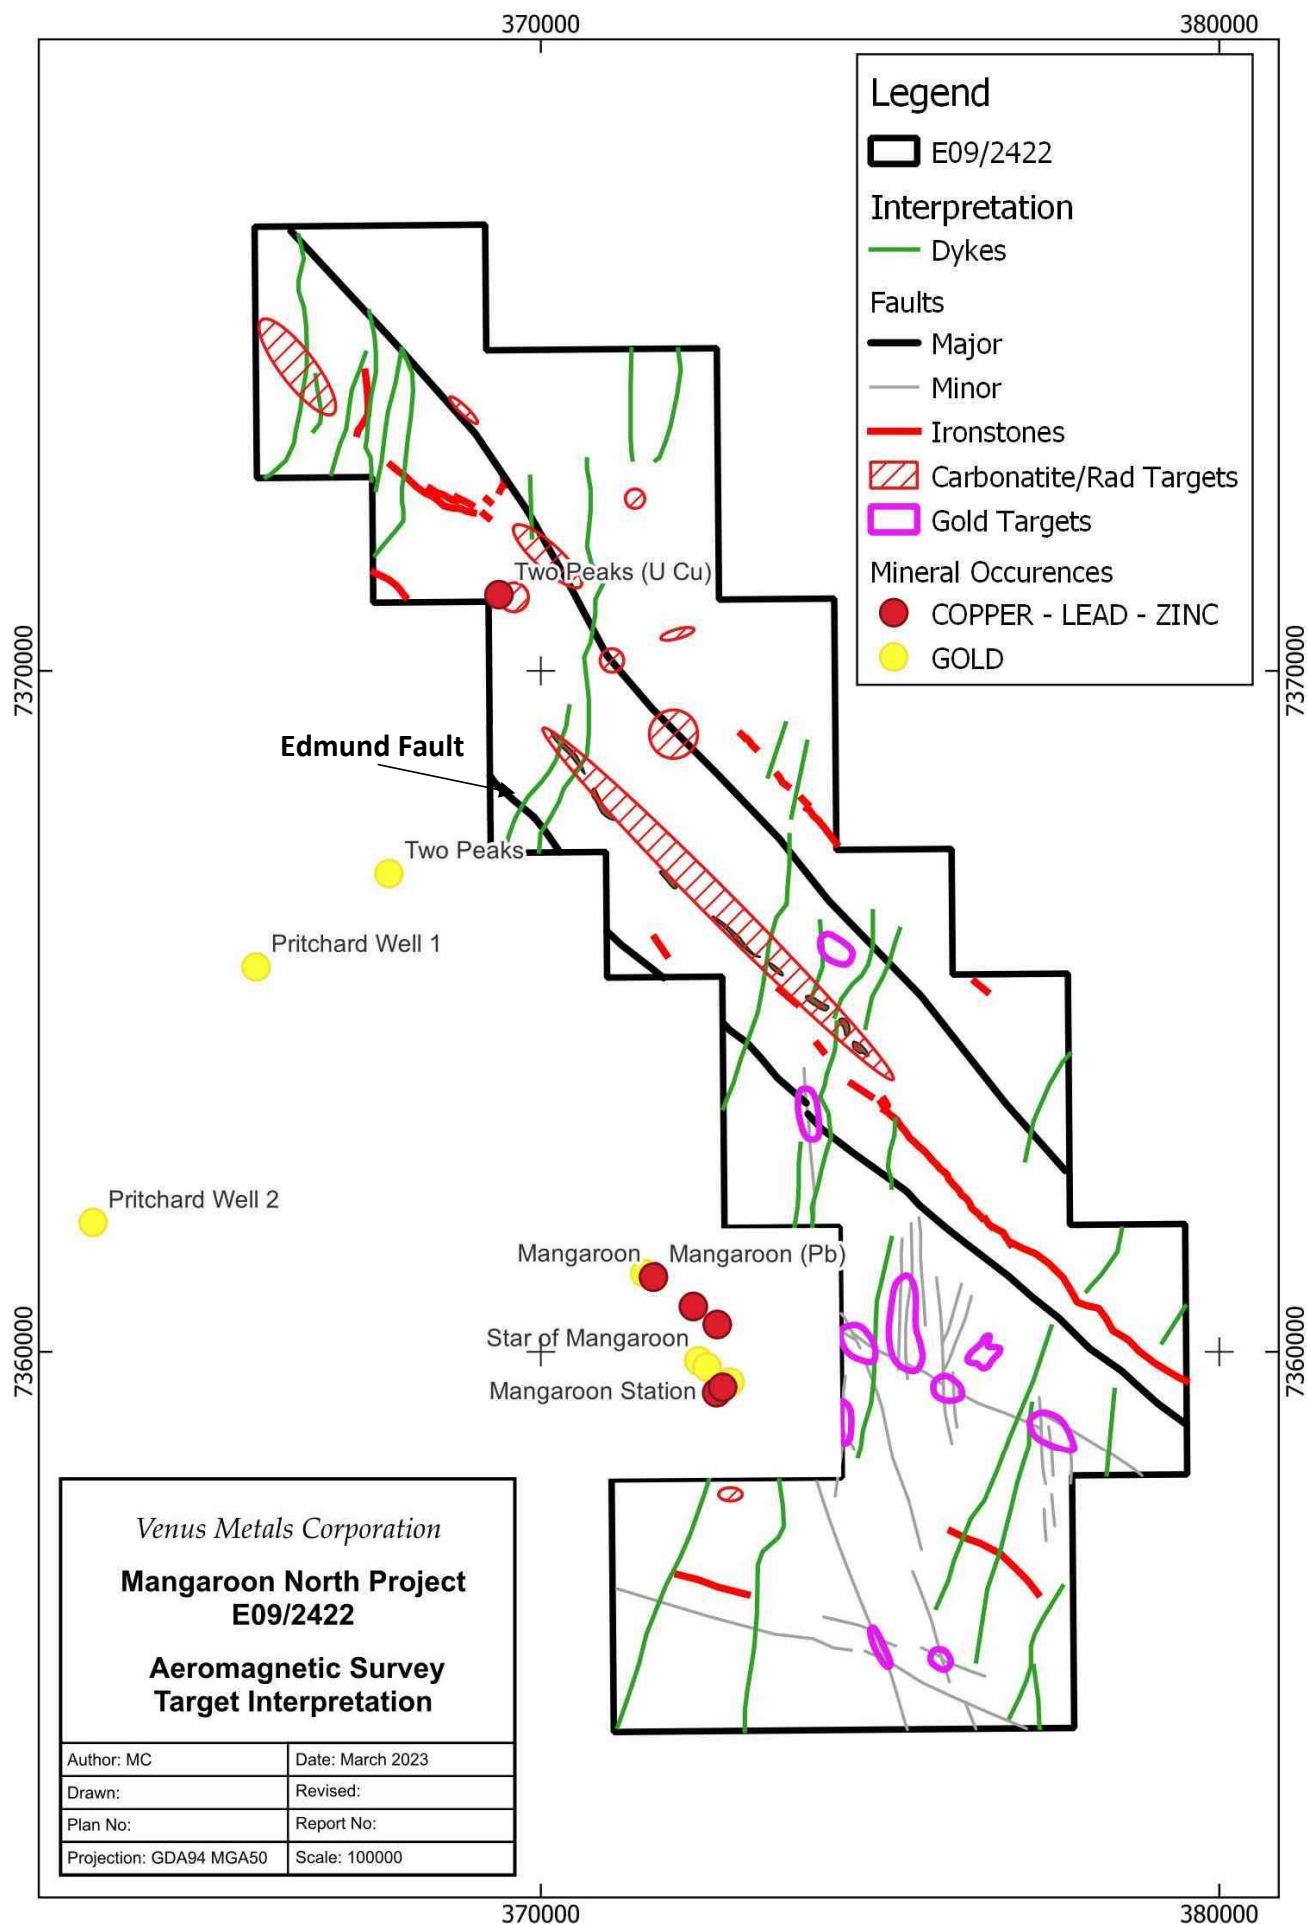 370000
380000
Legend
E09/2422
Interpretation
Dykes
Faults
Major
Minor
Ironstones
Carbonatite/Rad Targets
Gold Targets
Mineral Occurences
COPPER - LEAD - ZINC
GOLD
Two Peaks (U Cu)
7370000
7370000
Edmund Fault
Two Peaks
Pritchard Well 1
Pritchard Well 2
Mangaroon
Mangaroon (Pb)
Star of Mangaroon
Mangaroon Station
7360000
7360000
Venus Metals Corporation
Mangaroon North Project
E09/2422
Aeromagnetic Survey
Target Interpretation
Author: MC
Date: March 2023
Drawn:
Revised:
Plan No:
Report No:
Projection: GDA94 MGA50
Scale: 100000
370000
380000